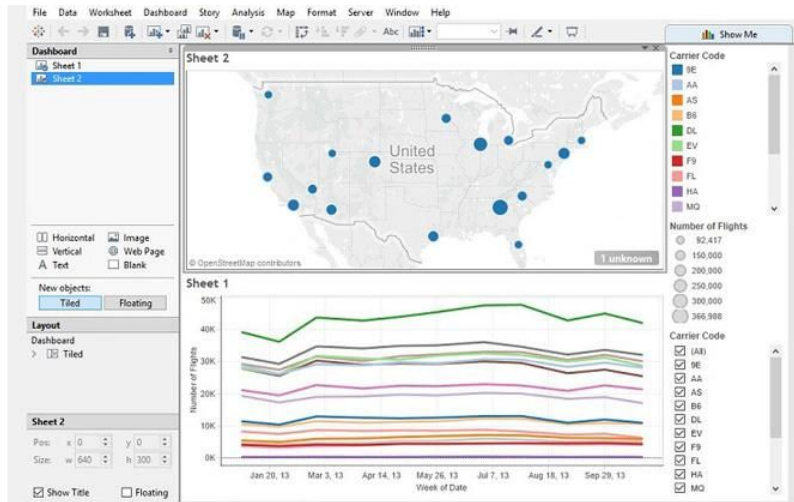 File Data Worksheet Dashboard Story Analysis Map Format Server Window Help
Abc
Show Me
Dashboard
Sheet 1
Sheet 2
Horizontal Image
Vertical Web Page
A Text Blank
New objects:
Tiled Floating
Layout
Dashboard
Tiled
Sheet 2
Pos: x 0 y 0
Size: w 640 h 300
Show Title Floating
Sheet 2
United
States
© OpenStreetMap contributors
1 unknown
Sheet 1
50K
40K
30K
20K
10K
0K
Number of Flights
Jan 20, 13 Mar 3, 13 Apr 14, 13 May 26, 13 Jul 7, 13 Aug 18, 13 Sep 29, 13
Week of Date
Carrier Code
9E
AA
AS
B6
DL
EV
F9
FL
HA
MQ
Number of Flights
92,417
150,000
200,000
250,000
300,000
366,988
Carrier Code
(All)
9E
AA
AS
B6
DL
EV
F9
FL
HA
MQ